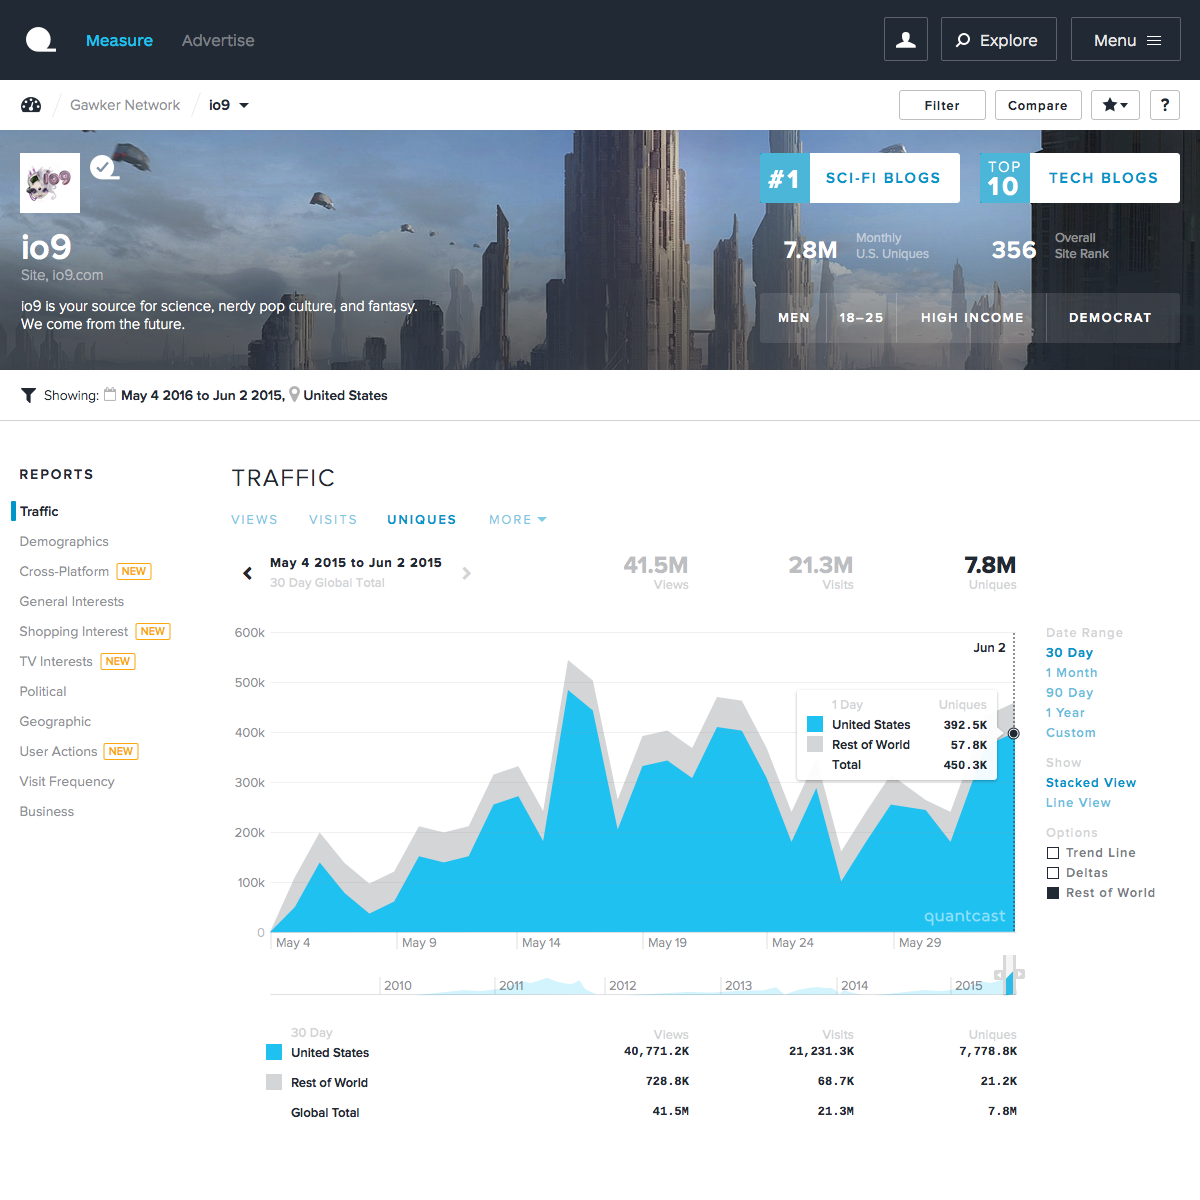 Measure Advertise Explore Menu
Gawker Network io9 Filter Compare ?
io9
#1 SCI-FI BLOGS TOP 10 TECH BLOGS
7.8M Monthly U.S. Uniques 356 Overall Site Rank
io9
Site, io9.com
io9 is your source for science, nerdy pop culture, and fantasy.
We come from the future.
MEN 18–25 HIGH INCOME DEMOCRAT
Showing: May 4 2016 to Jun 2 2015, United States
REPORTS
Traffic
Demographics
Cross-Platform NEW
General Interests
Shopping Interest NEW
TV Interests NEW
Political
Geographic
User Actions NEW
Visit Frequency
Business
TRAFFIC
VIEWS VISITS UNIQUES MORE
May 4 2015 to Jun 2 2015
30 Day Global Total
41.5M 21.3M 7.8M
Views Visits Uniques
600k
500k
400k
300k
200k
100k
0
Jun 2
1 Day Uniques
United States 392.5K
Rest of World 57.8K
Total 450.3K
quantcast
May 4 May 9 May 14 May 19 May 24 May 29
2010 2011 2012 2013 2014 2015
Date Range
30 Day
1 Month
90 Day
1 Year
Custom
Show
Stacked View
Line View
Options
Trend Line
Deltas
Rest of World
30 Day Views Visits Uniques
United States 40,771.2K 21,231.3K 7,778.8K
Rest of World 728.8K 68.7K 21.2K
Global Total 41.5M 21.3M 7.8M